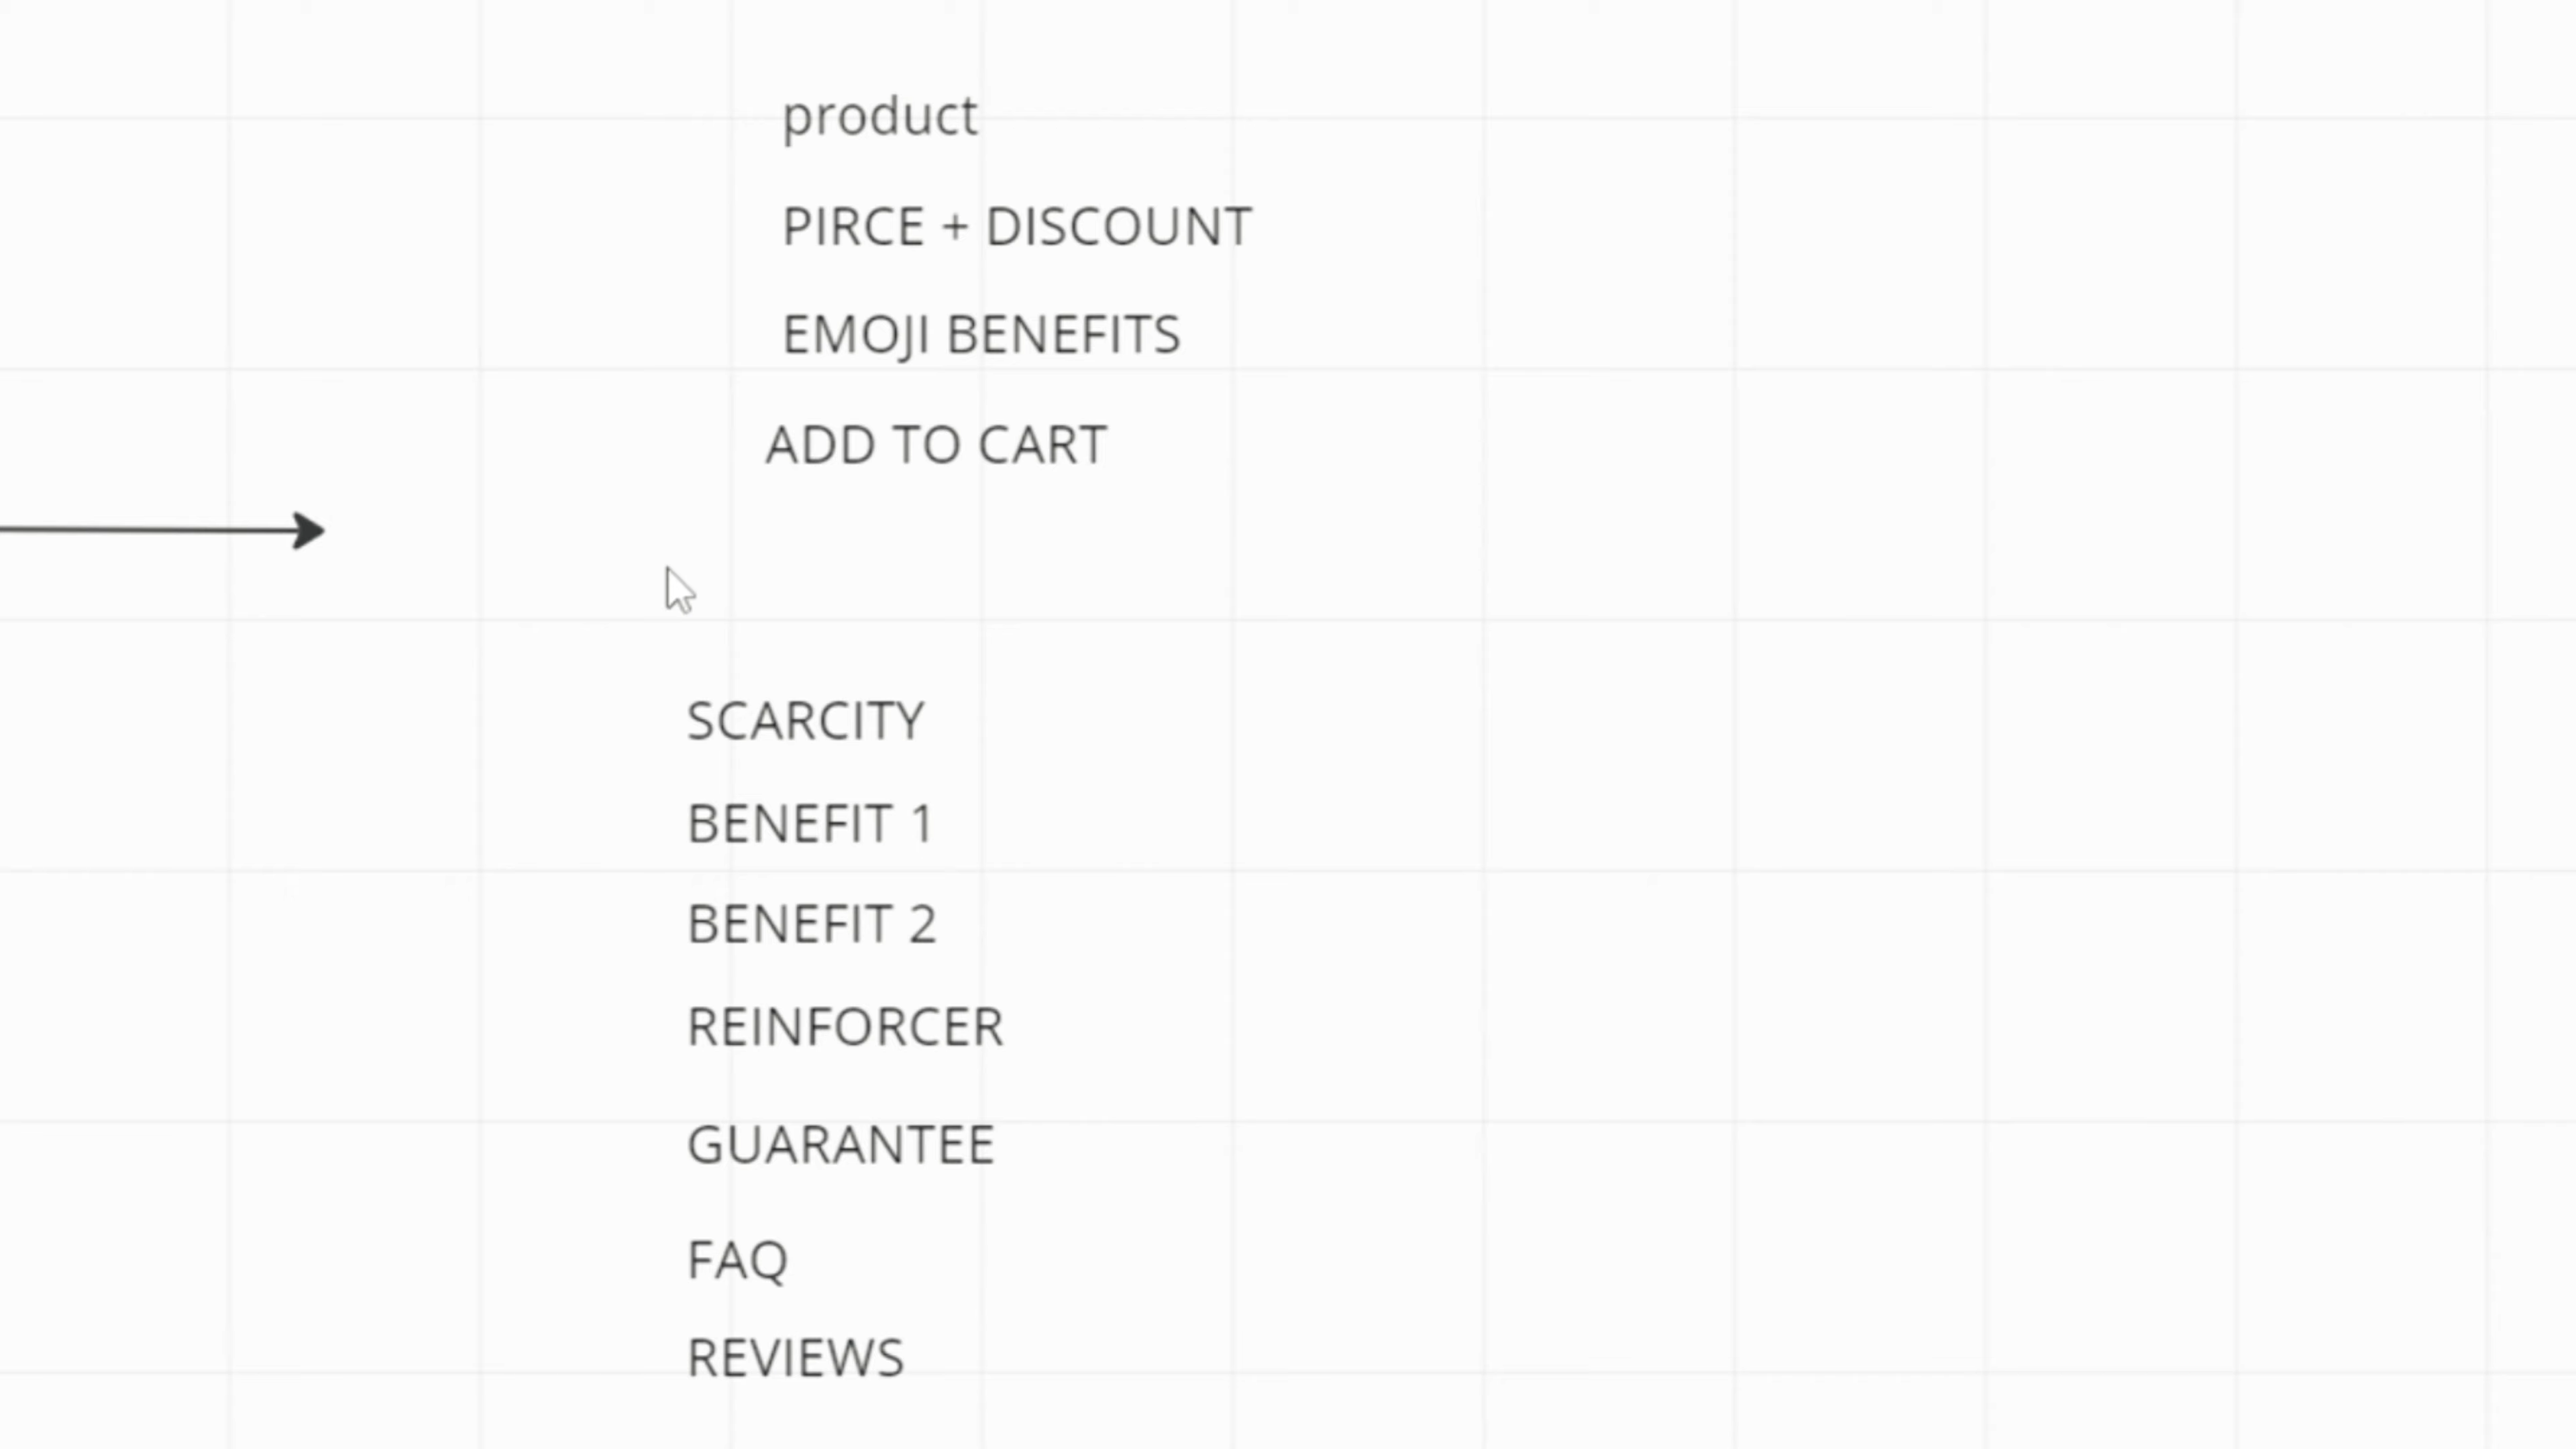 product
PIRCE + DISCOUNT
EMOJI BENEFITS
ADD TO CART
SCARCITY
BENEFIT 1
BENEFIT 2
REINFORCER
GUARANTEE
FAQ
REVIEWS